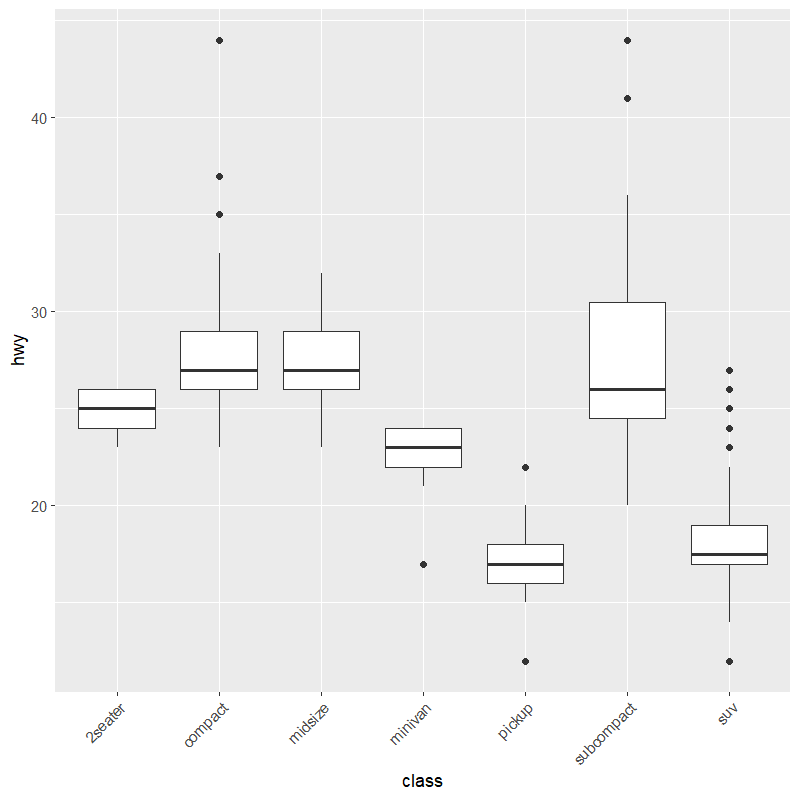 40
30
20
hwy
2seater
compact
midsize
minivan
pickup
subcompact
suv
class